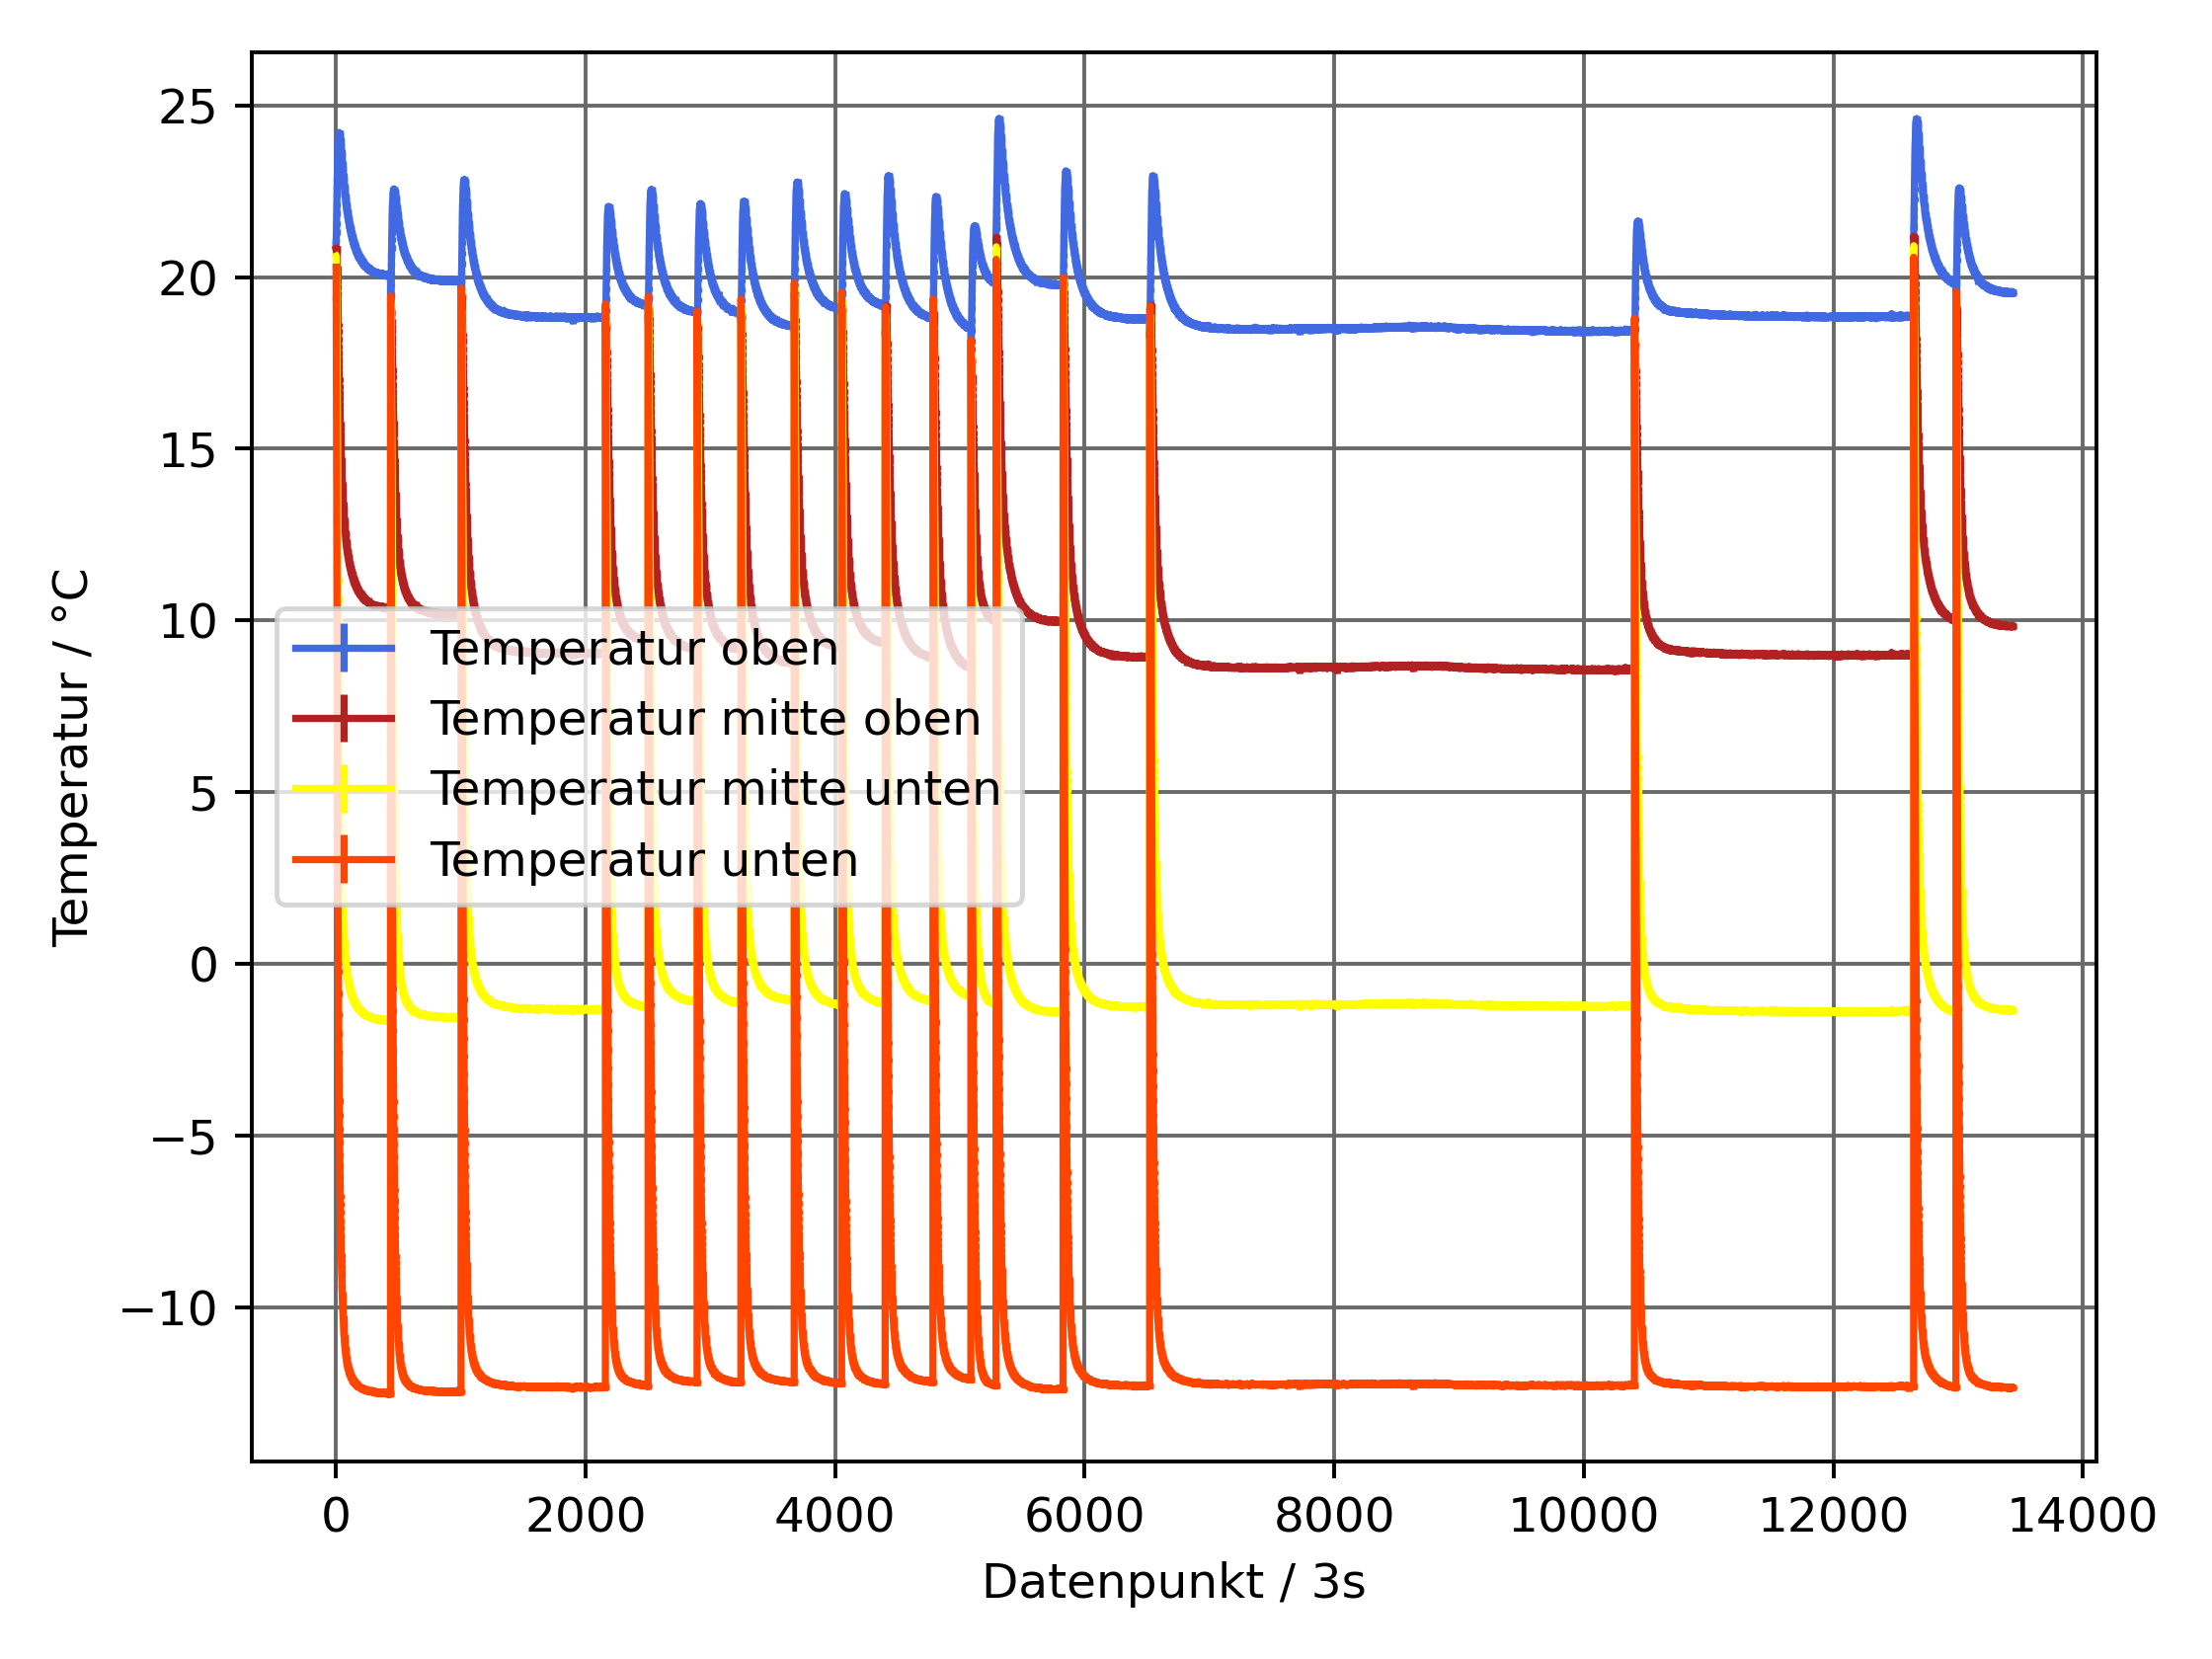 25
20
15
10
5
0
−5
−10
Temperatur / °C
Temperatur oben
Temperatur mitte oben
Temperatur mitte unten
Temperatur unten
0 2000 4000 6000 8000 10000 12000 14000
Datenpunkt / 3s